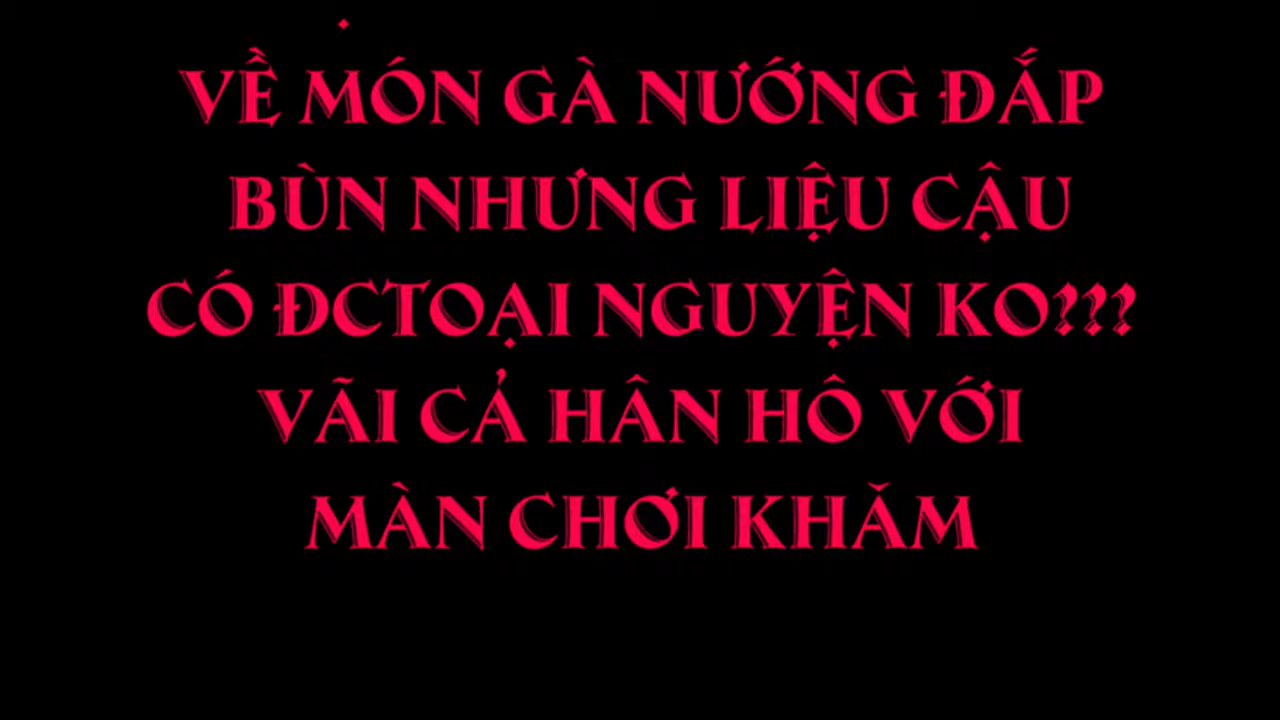 VỀ MÓN GÀ NƯỚNG ĐẮP
BÙN NHƯNG LIỆU CẬU
CÓ ĐCTOẠI NGUYỆN KO???
VÃI CẢ HÂN HÔ VỚI
MÀN CHƠI KHĂM